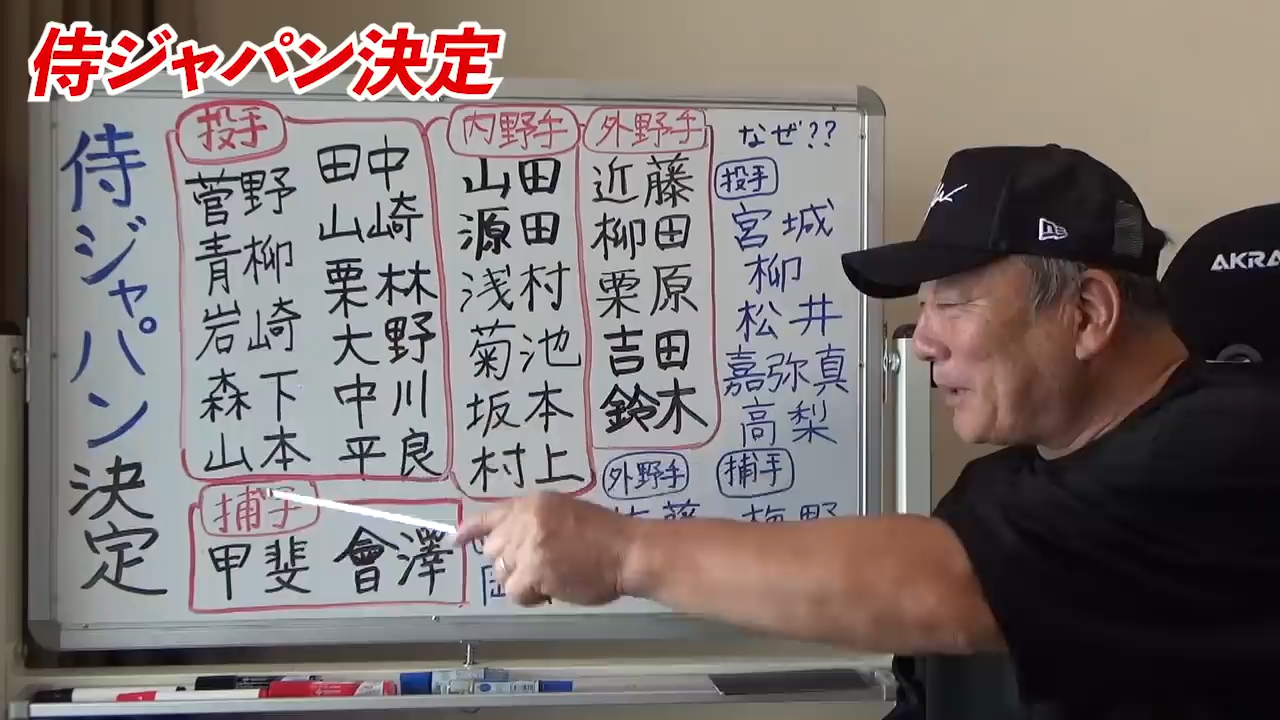 侍ジャパン決定
侍ジャパン決定
投手
菅野
青柳
岩崎
森下
山本
田中
山崎
栗林
大野
中川
平良
捕手
甲斐 會澤
内野手
山田
源田
浅村
菊池
坂本
村上
外野手
近藤
柳田
栗原
吉田
鈴木
なぜ??
投手
宮城
柳
松井
嘉弥真
高梨
外野手
捕手
梅野
AKRA